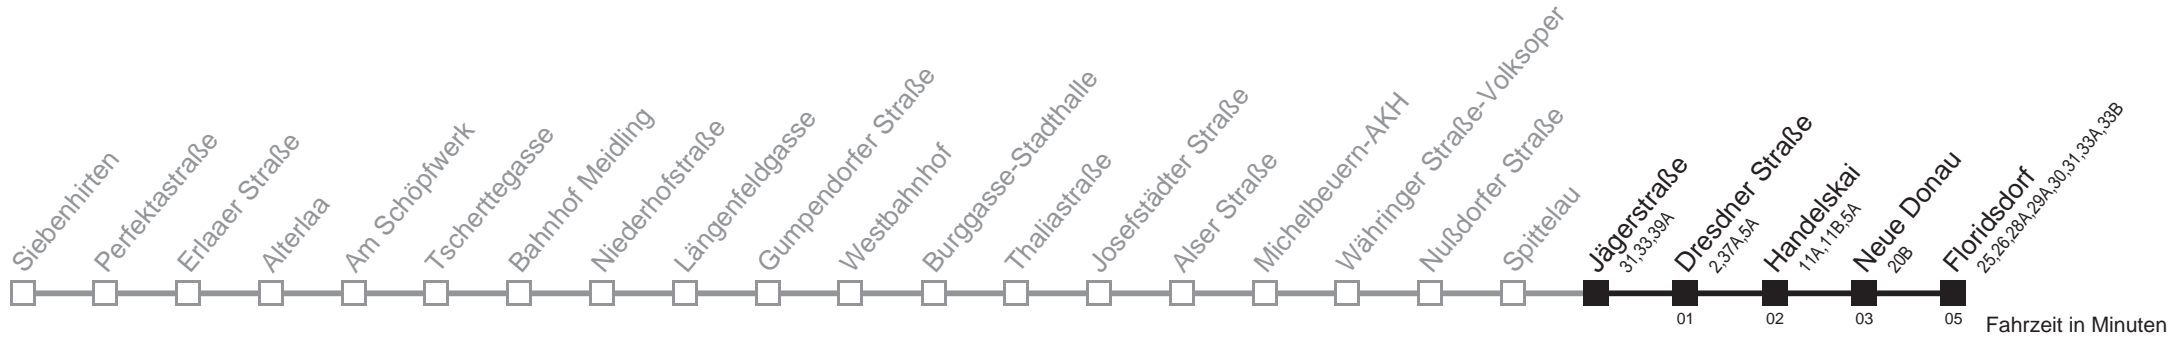 Siebenhirten
Perfektastraße
Erlaaer Straße
Alterlaa
Am Schöpfwerk
Tscherttegasse
Bahnhof Meidling
Niederhofstraße
Längenfeldgasse
Gumpendorfer Straße
Westbahnhof
Burggasse-Stadthalle
Thaliastraße
Josefstädter Straße
Alser Straße
Michelbeuern-AKH
Währinger Straße-Volksoper
Nußdorfer Straße
Spittelau
Jägerstraße
31,33,39A
Dresdner Straße
2,37A,5A
Handelskai
11A,11B,5A
Neue Donau
20B
Floridsdorf
25,26,28A,29A,30,31,33A,33B
01
02
03
05
Fahrzeit in Minuten